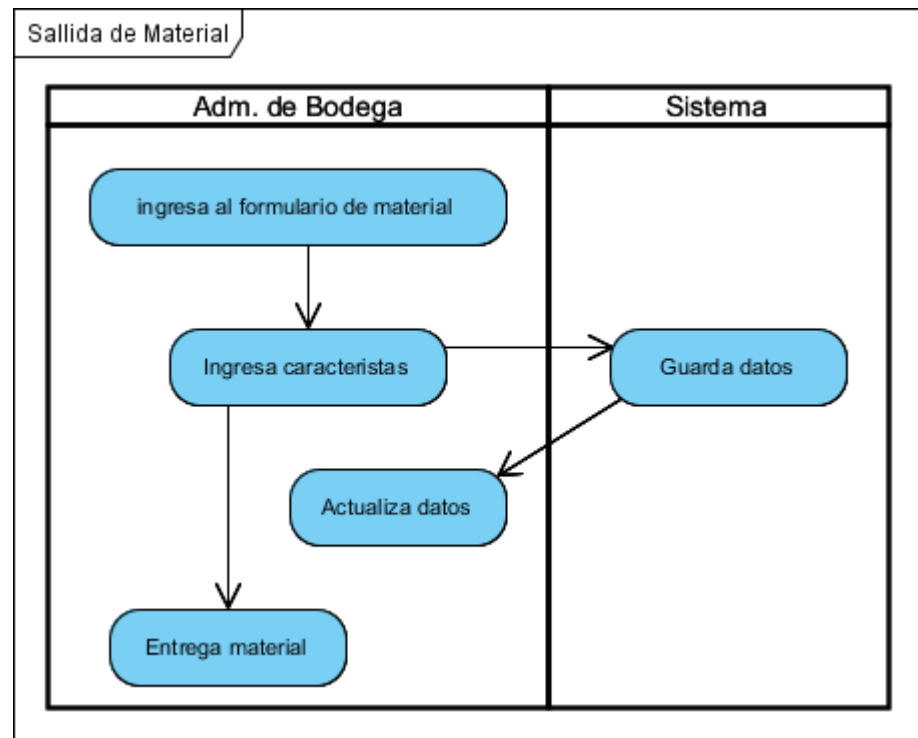 Sallida de Material
Adm. de Bodega
Sistema
ingresa al formulario de material
Ingresa caracteristas
Guarda datos
Actualiza datos
Entrega material